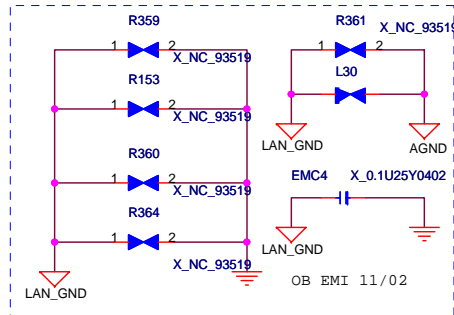 R359
1 2
X_NC_93519
R153
1 2
X_NC_93519
R360
1 2
X_NC_93519
R364
1 2
X_NC_93519
LAN_GND
R361
1 2
X_NC_93519
L30
LAN_GND
AGND
EMC4 X_0.1U25Y0402
LAN_GND
OB EMI 11/02